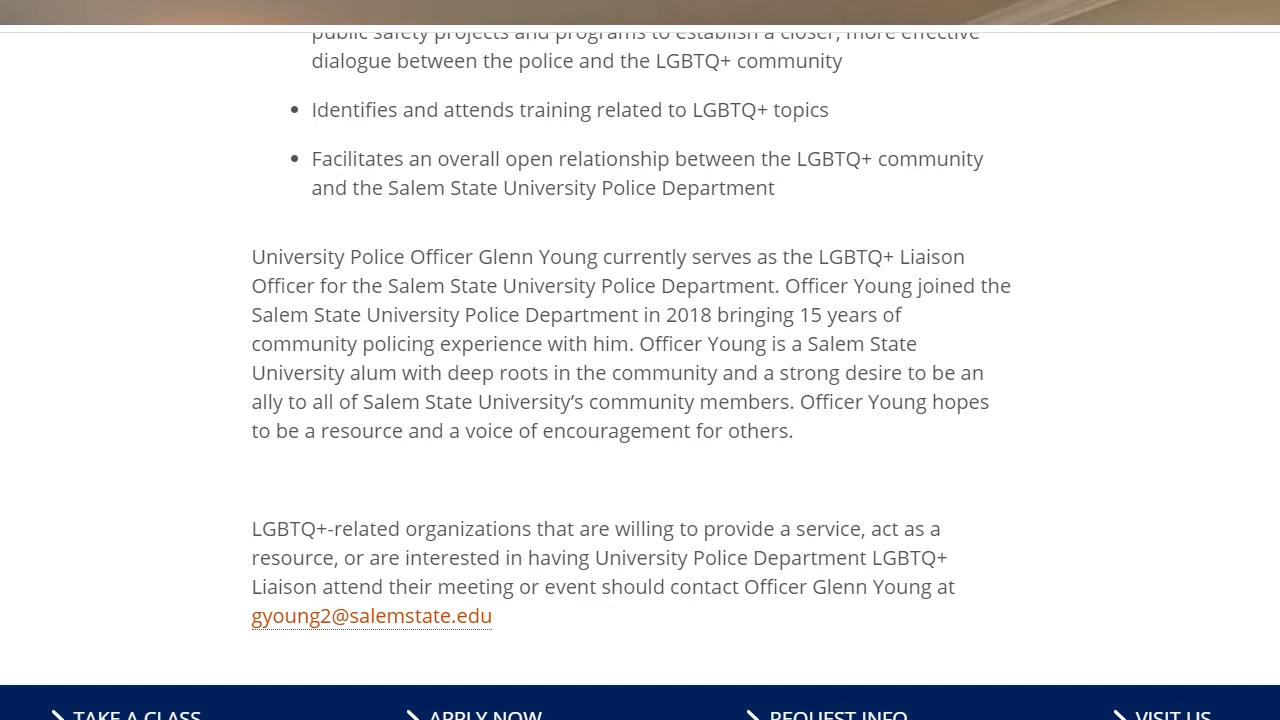 public safety projects and programs to establish a closer, more effective
dialogue between the police and the LGBTQ+ community
Identifies and attends training related to LGBTQ+ topics
Facilitates an overall open relationship between the LGBTQ+ community
and the Salem State University Police Department
University Police Officer Glenn Young currently serves as the LGBTQ+ Liaison
Officer for the Salem State University Police Department. Officer Young joined the
Salem State University Police Department in 2018 bringing 15 years of
community policing experience with him. Officer Young is a Salem State
University alum with deep roots in the community and a strong desire to be an
ally to all of Salem State University’s community members. Officer Young hopes
to be a resource and a voice of encouragement for others.
LGBTQ+-related organizations that are willing to provide a service, act as a
resource, or are interested in having University Police Department LGBTQ+
Liaison attend their meeting or event should contact Officer Glenn Young at
gyoung2@salemstate.edu
TAKE A CLASS APPLY NOW REQUEST INFO VISIT US